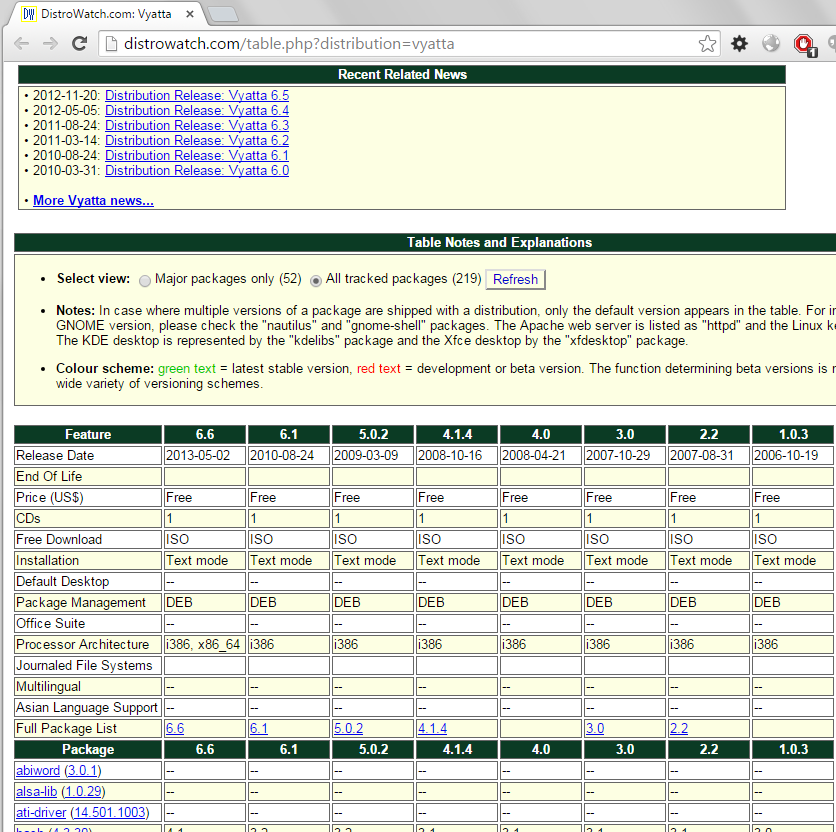 DistroWatch.com: Vyatta
distrowatch.com/table.php?distribution=vyatta
1
Recent Related News
• 2012-11-20: Distribution Release: Vyatta 6.5
• 2012-05-05: Distribution Release: Vyatta 6.4
• 2011-08-24: Distribution Release: Vyatta 6.3
• 2011-03-14: Distribution Release: Vyatta 6.2
• 2010-08-24: Distribution Release: Vyatta 6.1
• 2010-03-31: Distribution Release: Vyatta 6.0
• More Vyatta news...
Table Notes and Explanations
• Select view: Major packages only (52) All tracked packages (219) Refresh
• Notes: In case where multiple versions of a package are shipped with a distribution, only the default version appears in the table. For in
GNOME version, please check the "nautilus" and "gnome-shell" packages. The Apache web server is listed as "httpd" and the Linux ke
The KDE desktop is represented by the "kdelibs" package and the Xfce desktop by the "xfdesktop" package.
• Colour scheme: green text = latest stable version, red text = development or beta version. The function determining beta versions is
wide variety of versioning schemes.
Feature 6.6 6.1 5.0.2 4.1.4 4.0 3.0 2.2 1.0.3
Release Date 2013-05-02 2010-08-24 2009-03-09 2008-10-16 2008-04-21 2007-10-29 2007-08-31 2006-10-19
End Of Life
Price (US$) Free Free Free Free Free Free Free Free
CDs 1 1 1 1 1 1 1 1
Free Download ISO ISO ISO ISO ISO ISO ISO ISO
Installation Text mode Text mode Text mode Text mode Text mode Text mode Text mode Text mode
Default Desktop -- -- -- -- -- -- -- --
Package Management DEB DEB DEB DEB DEB DEB DEB DEB
Office Suite -- -- -- -- -- -- -- --
Processor Architecture i386, x86_64 i386 i386 i386 i386 i386 i386 i386
Journaled File Systems
Multilingual -- -- -- -- -- -- -- --
Asian Language Support -- -- -- -- -- -- -- --
Full Package List 6.6 6.1 5.0.2 4.1.4 3.0 2.2
Package 6.6 6.1 5.0.2 4.1.4 4.0 3.0 2.2 1.0.3
abiword (3.0.1) -- -- -- -- -- -- -- --
alsa-lib (1.0.29) -- -- -- -- -- -- -- --
ati-driver (14.501.1003) -- -- -- -- -- -- -- --